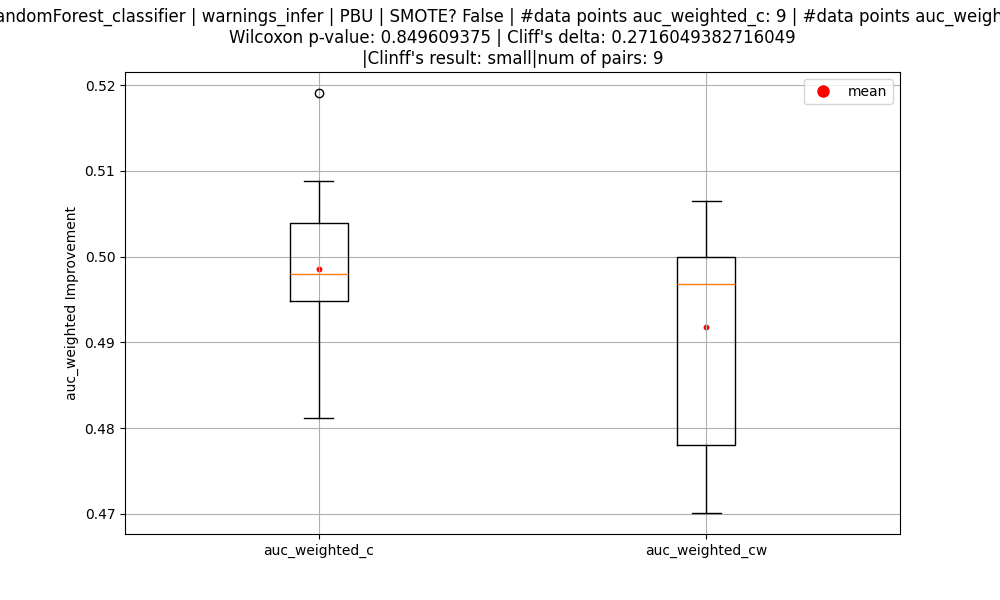 andomForest_classifier | warnings_infer | PBU | SMOTE? False | #data points auc_weighted_c: 9 | #data points auc_weigh
Wilcoxon p-value: 0.849609375 | Cliff's delta: 0.2716049382716049
|Clinff's result: small|num of pairs: 9
mean
0.52
0.51
0.50
0.49
0.48
0.47
auc_weighted Improvement
auc_weighted_c
auc_weighted_cw